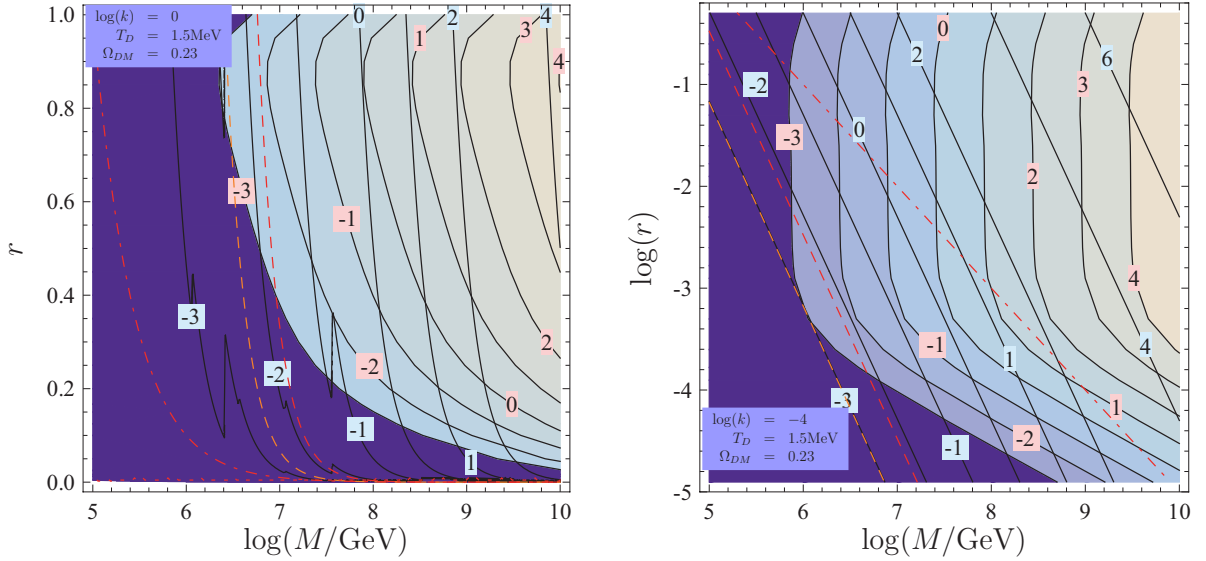 log(k) = 0
T_D = 1.5MeV
Ω_DM = 0.23
0 2 4
1 3
4
-3
-1
-3
2
-2 -2
0
-1
1
1.0
0.8
0.6
0.4
0.2
0.0
r
5 6 7 8 9 10
log(M/GeV)
0
2 6
-2 3
0
-3
2
4
-1 1 4
-3 1
-1 -2
log(k) = −4
T_D = 1.5MeV
Ω_DM = 0.23
-1
-2
-3
-4
-5
log(r)
5 6 7 8 9 10
log(M/GeV)